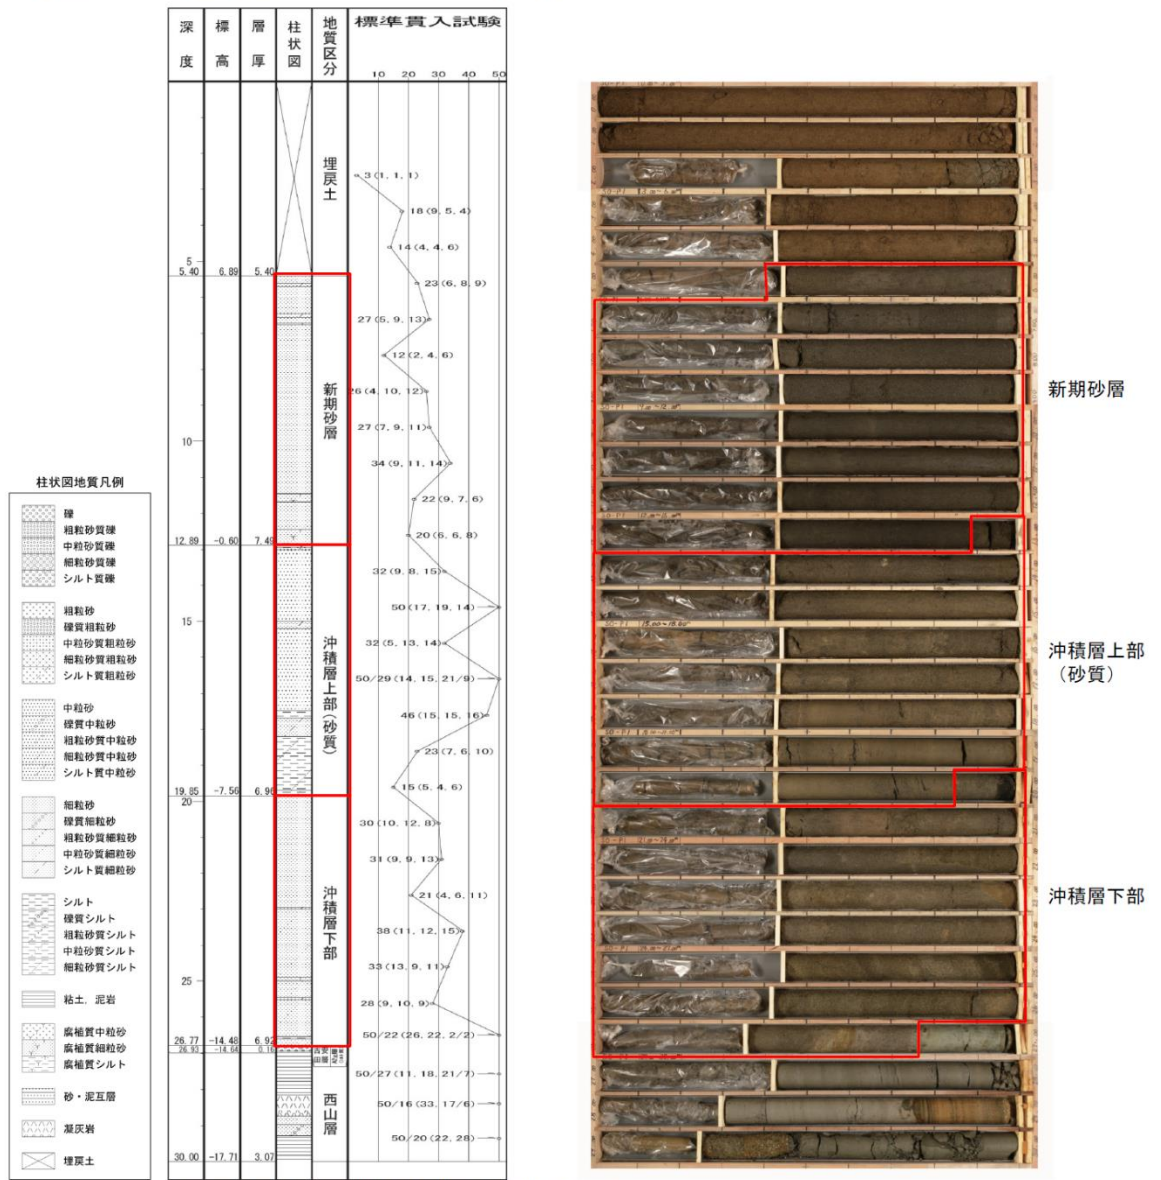 深度
標高
層厚
柱状図
地質区分
標準貫入試験
10 20 30 40 50
埋戻土
3(1, 1, 1)
18(9, 5, 4)
14(4, 4, 6)
5
5.40 6.89 5.40
23(6, 8, 9)
27(5, 9, 13)
12(2, 4, 6)
新期砂層
26(4, 10, 12)
27(7, 9, 11)
10
34(9, 11, 14)
22(9, 7, 6)
20(6, 6, 8)
12.89 -0.60 7.49
32(9, 8, 15)
50(17, 19, 14)
15
32(5, 13, 14)
沖積層上部(砂質)
50/29(14, 15, 21/9)
46(15, 15, 16)
23(7, 6, 10)
15(5, 4, 6)
19.85 -7.56 6.96
20
30(10, 12, 8)
31(9, 9, 13)
21(4, 6, 11)
沖積層下部
38(11, 12, 15)
33(13, 9, 11)
25
28(9, 10, 9)
50/22(26, 22, 2/2)
26.77 -14.48 6.92
26.93 -14.64 0.16
50/27(11, 18, 21/7)
西山層
50/16(33, 17/6)
50/20(22, 28)
30.00 -17.71 3.07
柱状図地質凡例
礫
粗粒砂質礫
中粒砂質礫
細粒砂質礫
シルト質礫
粗粒砂
礫質粗粒砂
中粒砂質粗粒砂
細粒砂質粗粒砂
シルト質粗粒砂
中粒砂
礫質中粒砂
粗粒砂質中粒砂
細粒砂質中粒砂
シルト質中粒砂
細粒砂
礫質細粒砂
粗粒砂質細粒砂
中粒砂質細粒砂
シルト質細粒砂
シルト
礫質シルト
粗粒砂質シルト
中粒砂質シルト
細粒砂質シルト
粘土，泥岩
腐植質中粒砂
腐植質細粒砂
腐植質シルト
砂・泥互層
凝灰岩
埋戻土
新期砂層
沖積層上部
（砂質）
沖積層下部